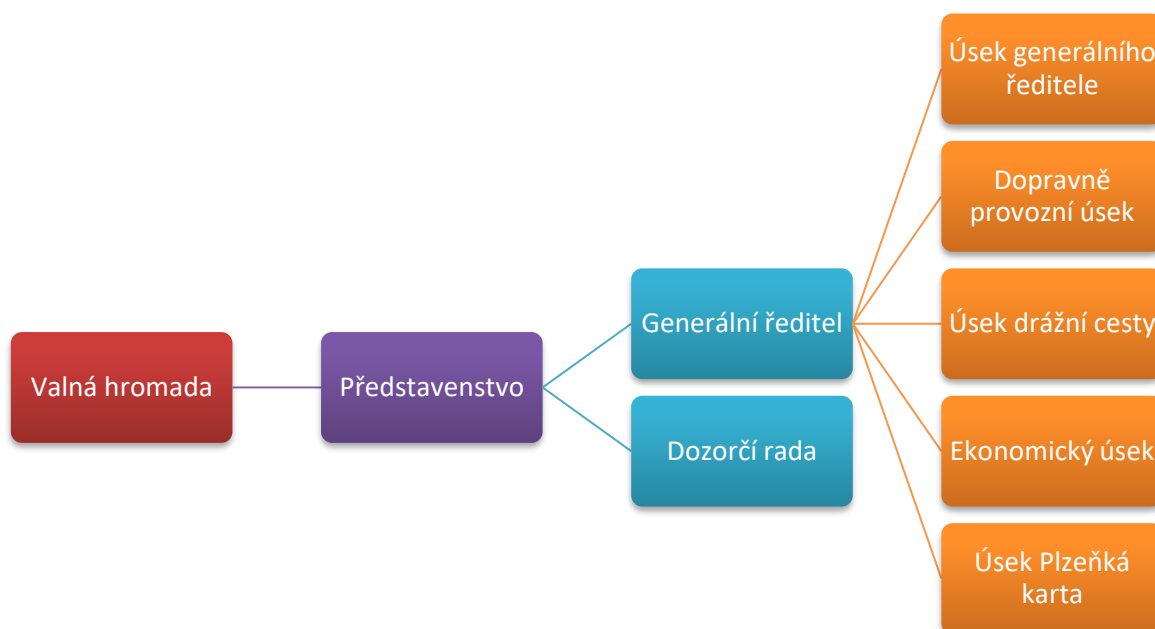 Valná hromada
Představenstvo
Generální ředitel
Dozorčí rada
Úsek generálního
ředitele
Dopravně
provozní úsek
Úsek drážní cesty
Ekonomický úsek
Úsek Plzeňká
karta